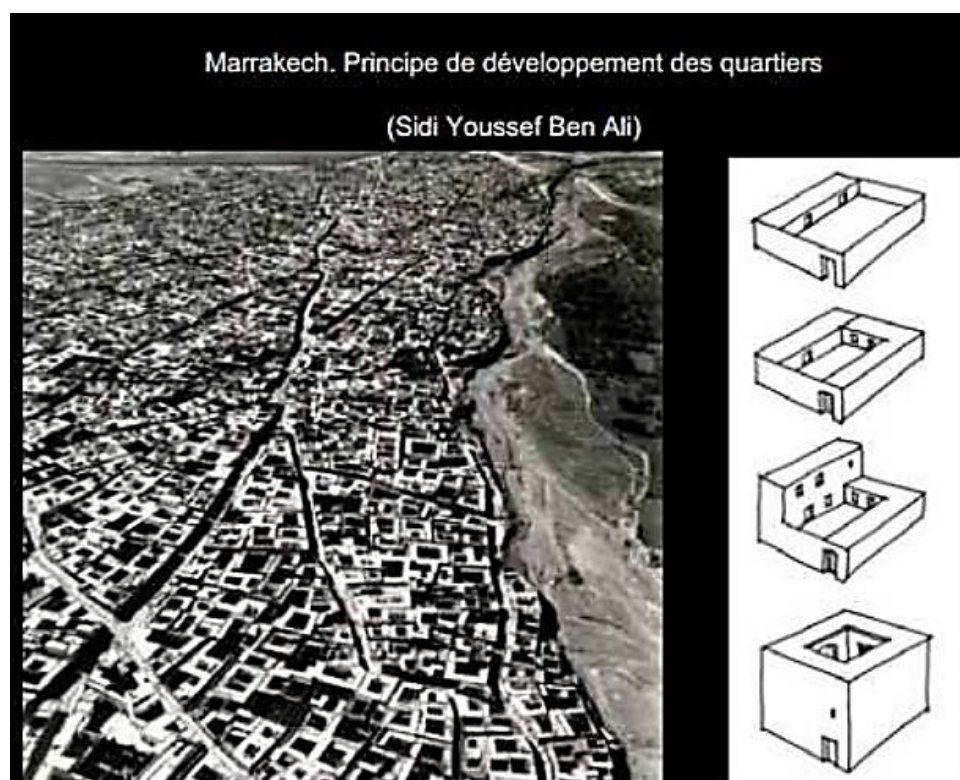 Marrakech. Principe de développement des quartiers
(Sidi Youssef Ben Ali)